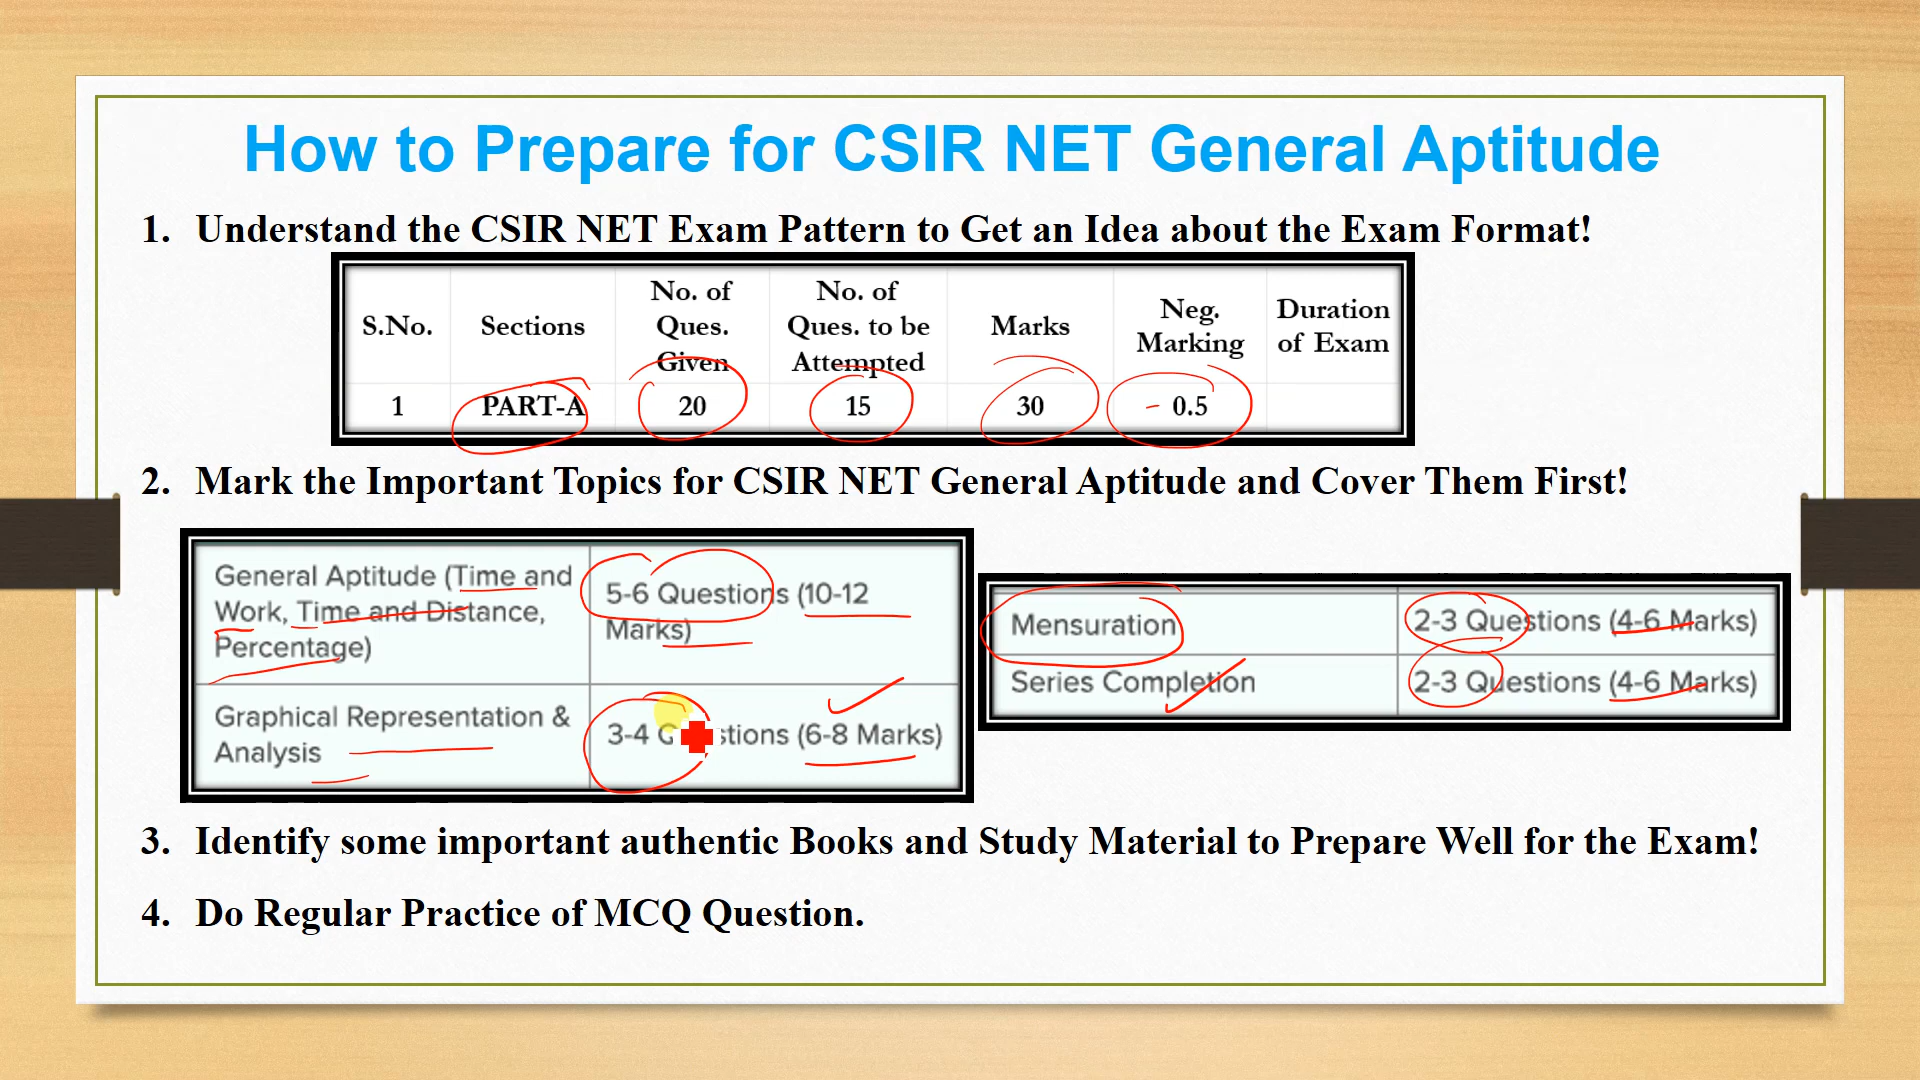 How to Prepare for CSIR NET General Aptitude
1. Understand the CSIR NET Exam Pattern to Get an Idea about the Exam Format!
S.No. Sections No. of Ques. Given No. of Ques. to be Attempted Marks Neg. Marking Duration of Exam
1 PART-A 20 15 30 - 0.5
2. Mark the Important Topics for CSIR NET General Aptitude and Cover Them First!
General Aptitude (Time and
Work, Time and Distance,
Percentage)
5-6 Questions (10-12
Marks)
Graphical Representation &
Analysis
3-4 (6-8 Marks)
Mensuration 2-3 Questions (4-6 Marks)
Series Completion 2-3 Questions (4-6 Marks)
3. Identify some important authentic Books and Study Material to Prepare Well for the Exam!
4. Do Regular Practice of MCQ Question.